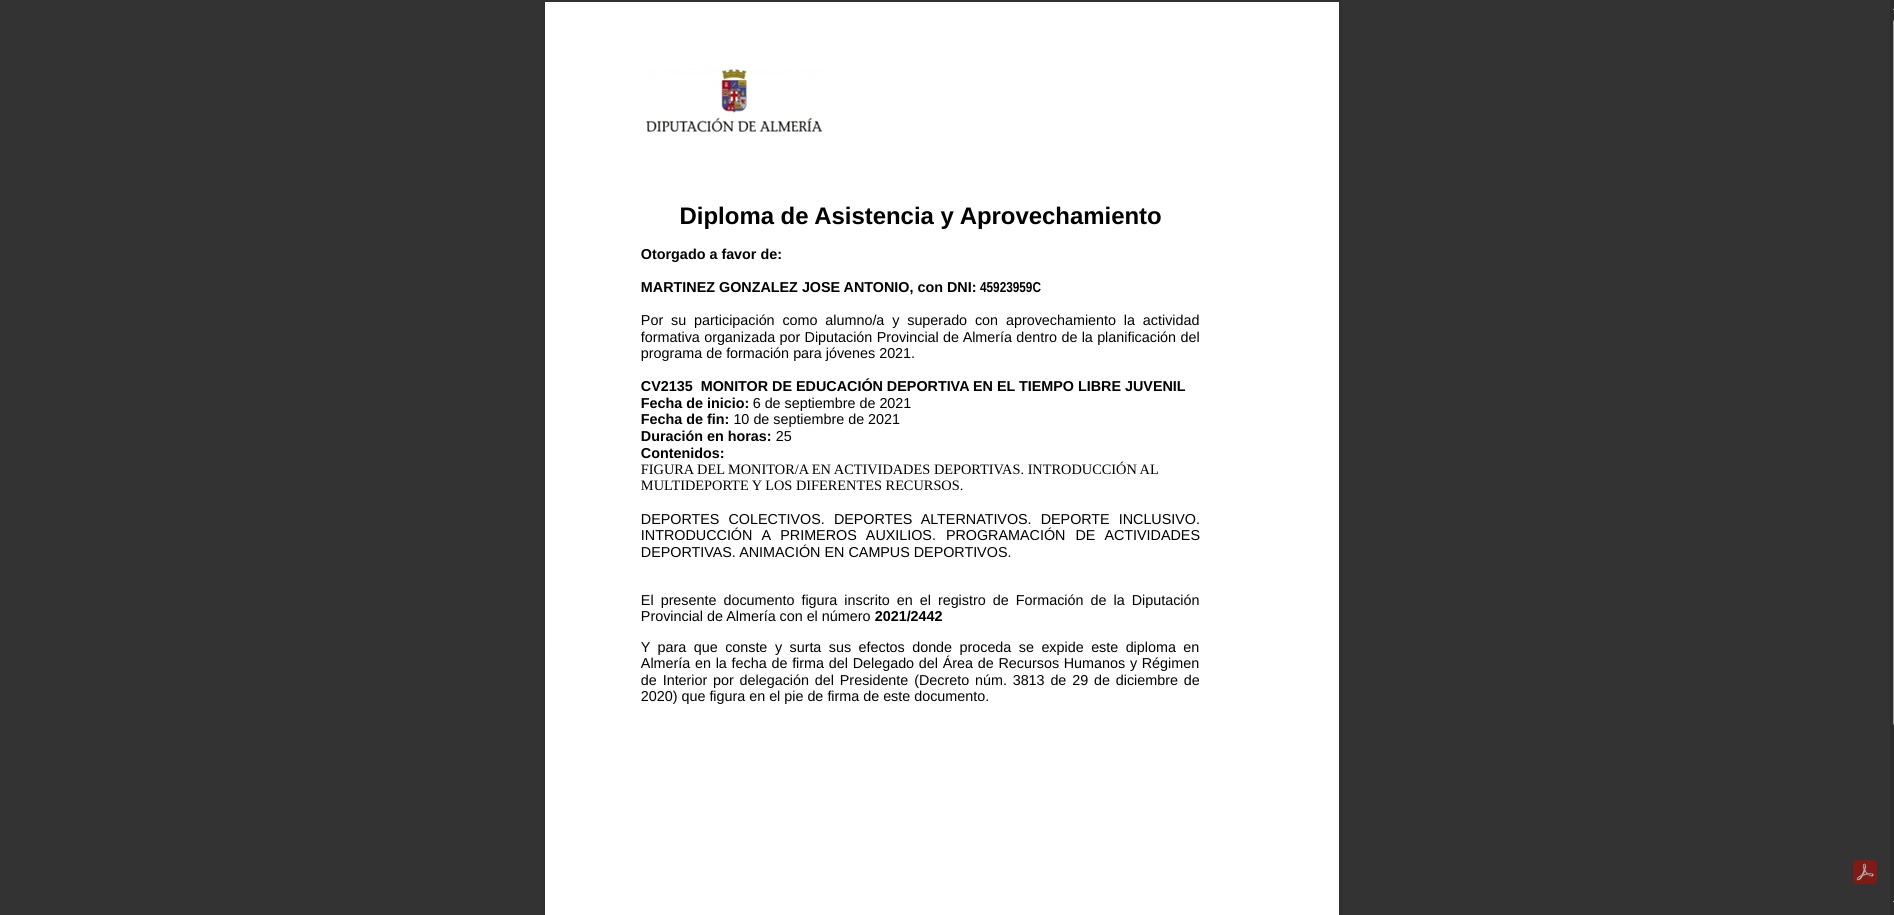 DIPUTACIÓN DE ALMERÍA
Diploma de Asistencia y Aprovechamiento
Otorgado a favor de:
MARTINEZ GONZALEZ JOSE ANTONIO, con DNI: 45923959C
Por su participación como alumno/a y superado con aprovechamiento la actividad
formativa organizada por Diputación Provincial de Almería dentro de la planificación del
programa de formación para jóvenes 2021.
CV2135  MONITOR DE EDUCACIÓN DEPORTIVA EN EL TIEMPO LIBRE JUVENIL
Fecha de inicio: 6 de septiembre de 2021
Fecha de fin: 10 de septiembre de 2021
Duración en horas: 25
Contenidos:
FIGURA DEL MONITOR/A EN ACTIVIDADES DEPORTIVAS. INTRODUCCIÓN AL
MULTIDEPORTE Y LOS DIFERENTES RECURSOS.
DEPORTES COLECTIVOS. DEPORTES ALTERNATIVOS. DEPORTE INCLUSIVO.
INTRODUCCIÓN A PRIMEROS AUXILIOS. PROGRAMACIÓN DE ACTIVIDADES
DEPORTIVAS. ANIMACIÓN EN CAMPUS DEPORTIVOS.
El presente documento figura inscrito en el registro de Formación de la Diputación
Provincial de Almería con el número 2021/2442
Y para que conste y surta sus efectos donde proceda se expide este diploma en
Almería en la fecha de firma del Delegado del Área de Recursos Humanos y Régimen
de Interior por delegación del Presidente (Decreto núm. 3813 de 29 de diciembre de
2020) que figura en el pie de firma de este documento.